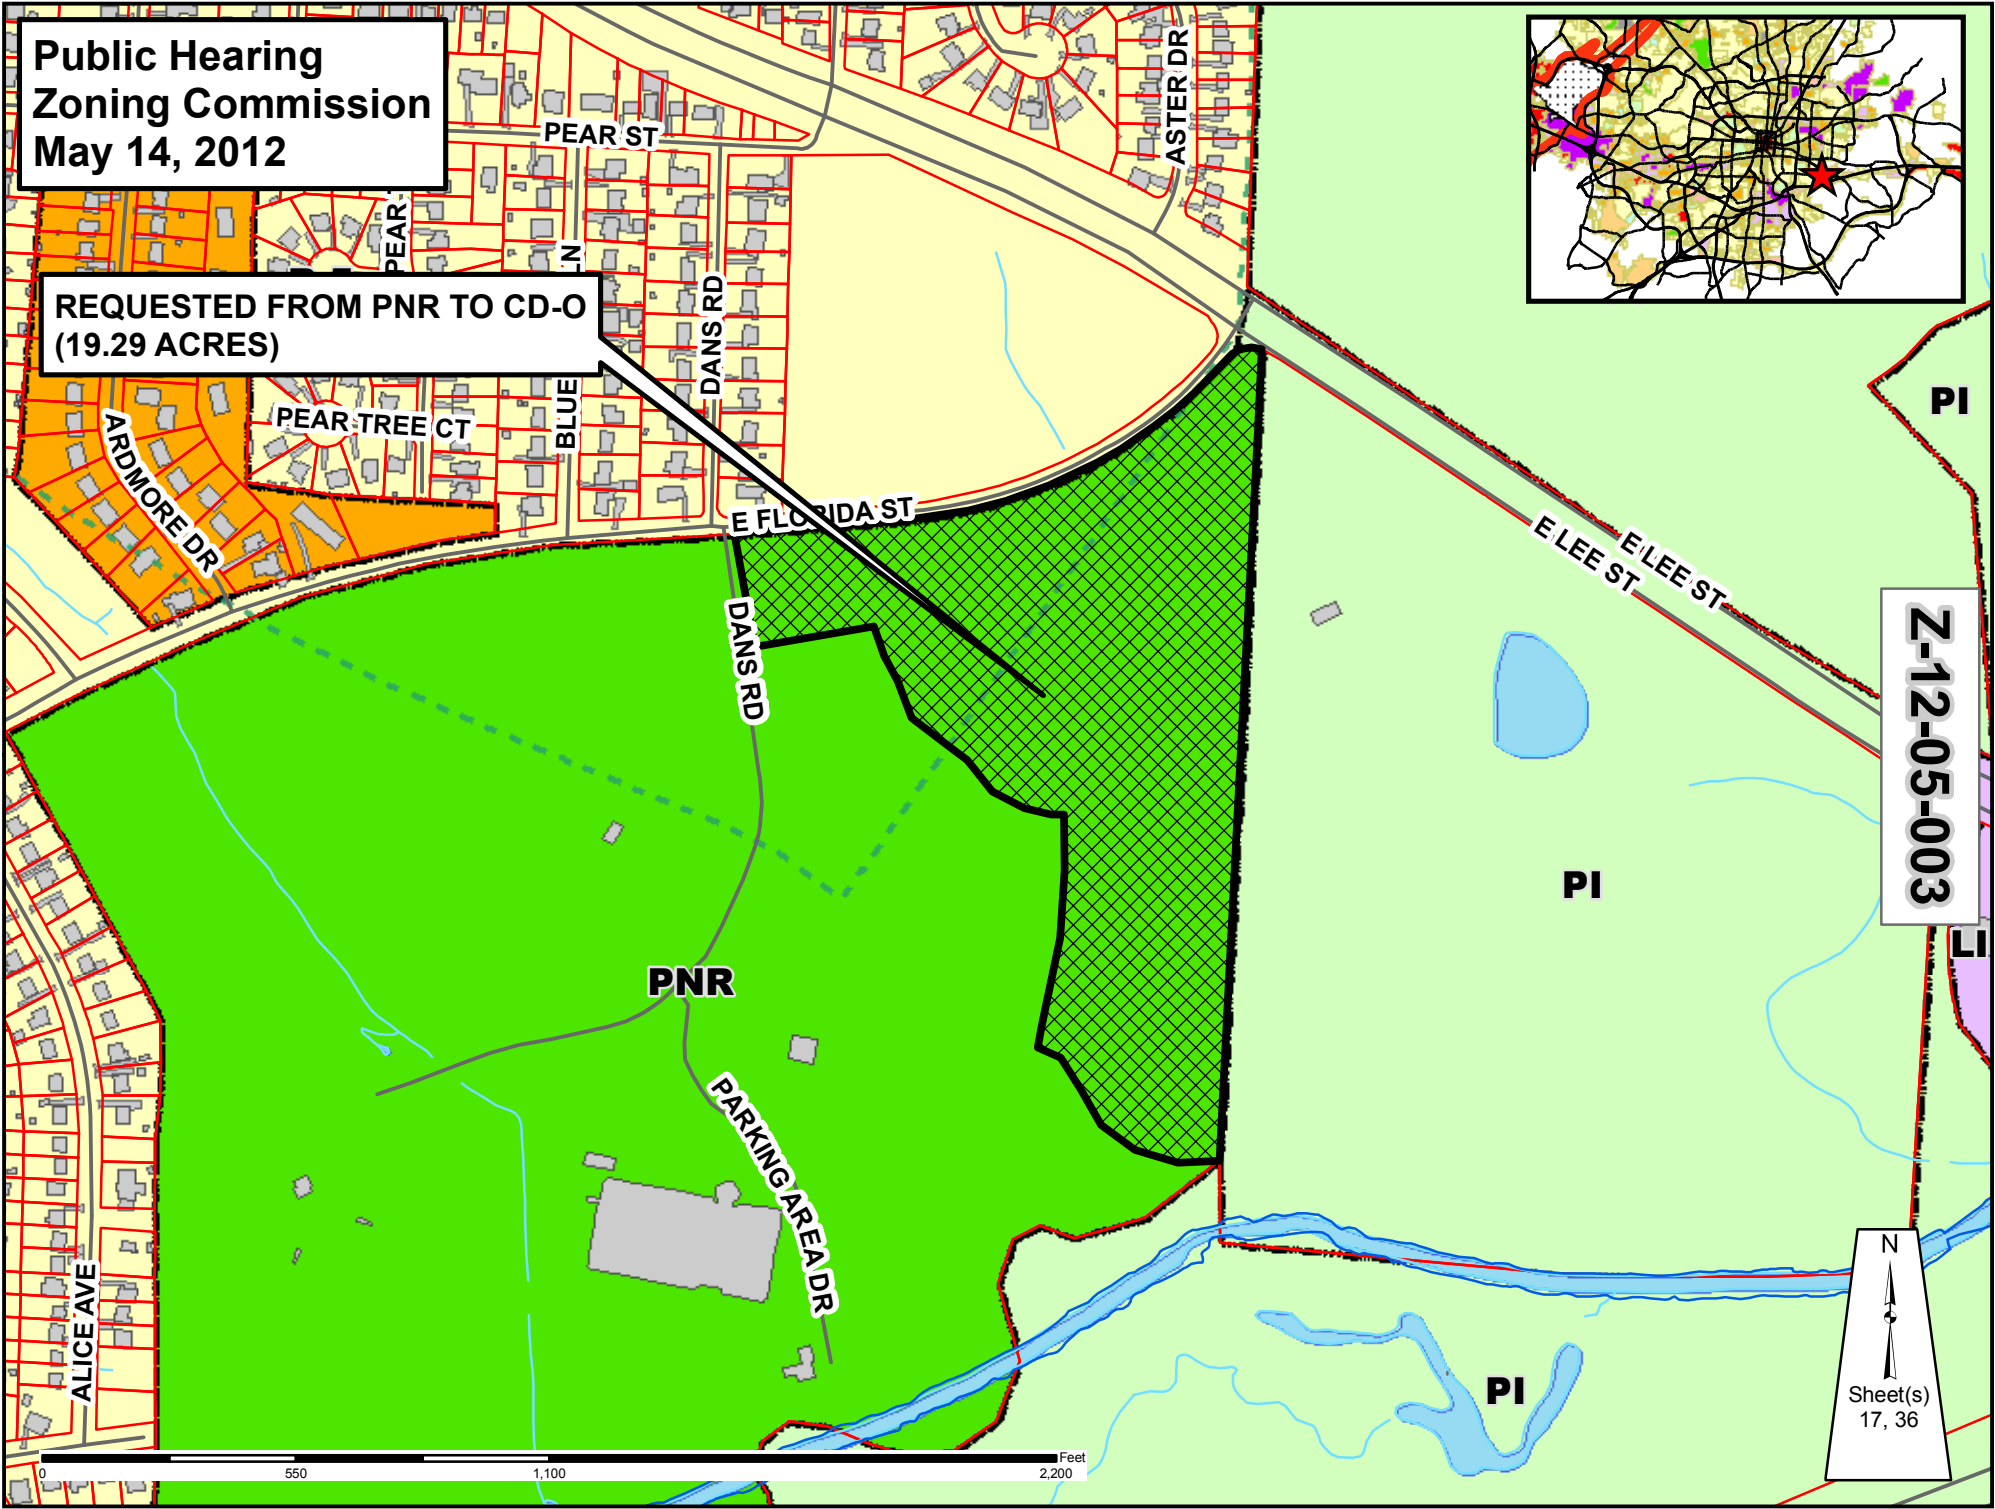 Public Hearing
Zoning Commission
May 14, 2012
PEAR ST
ASTER DR
PEAR
LN
DANS RD
REQUESTED FROM PNR TO CD-O
(19.29 ACRES)
BLUE
PEAR TREE CT
ARDMORE DR
E FLORIDA ST
DANS RD
E LEE ST
E LEE ST
PI
Z-12-05-003
PI
LI
PNR
PARKING AREA DR
ALICE AVE
PI
N
Sheet(s)
17, 36
0 550 1,100 2,200 Feet